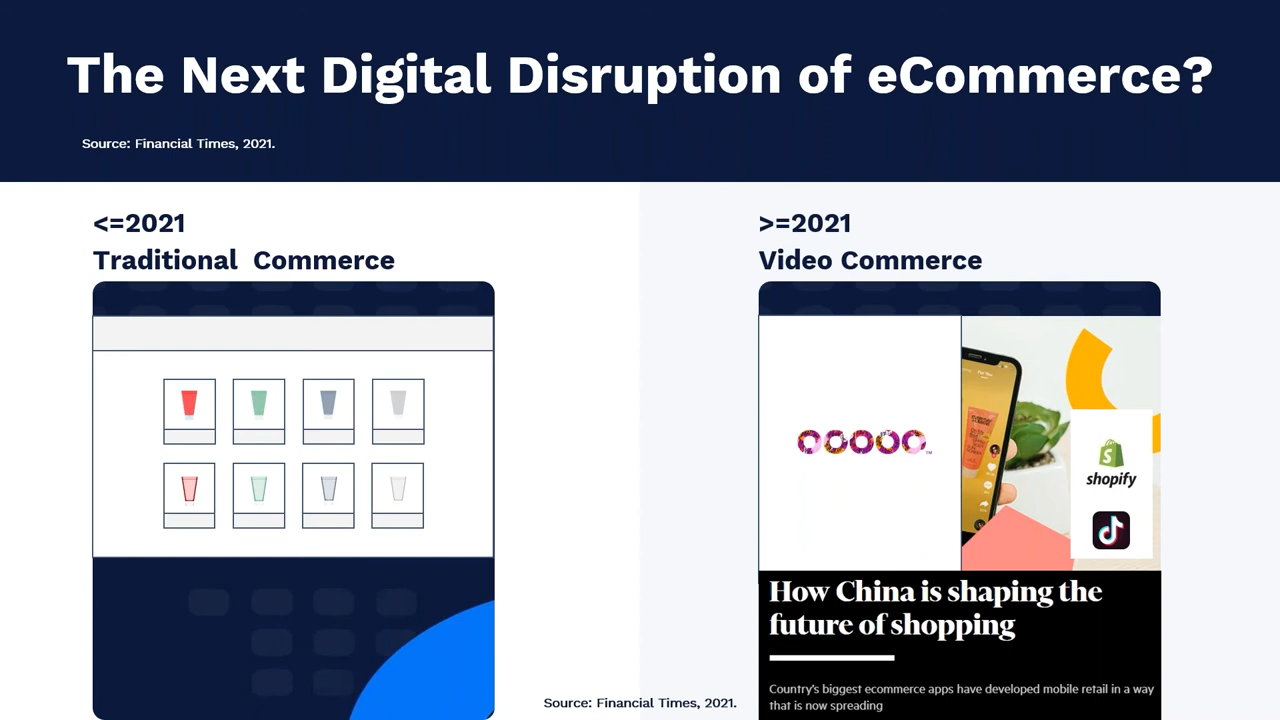 The Next Digital Disruption of eCommerce?
Source: Financial Times, 2021.
<=2021
Traditional Commerce
>=2021
Video Commerce
TM
shopify
How China is shaping the
future of shopping
Country's biggest ecommerce apps have developed mobile retail in a way
that is now spreading
Source: Financial Times, 2021.